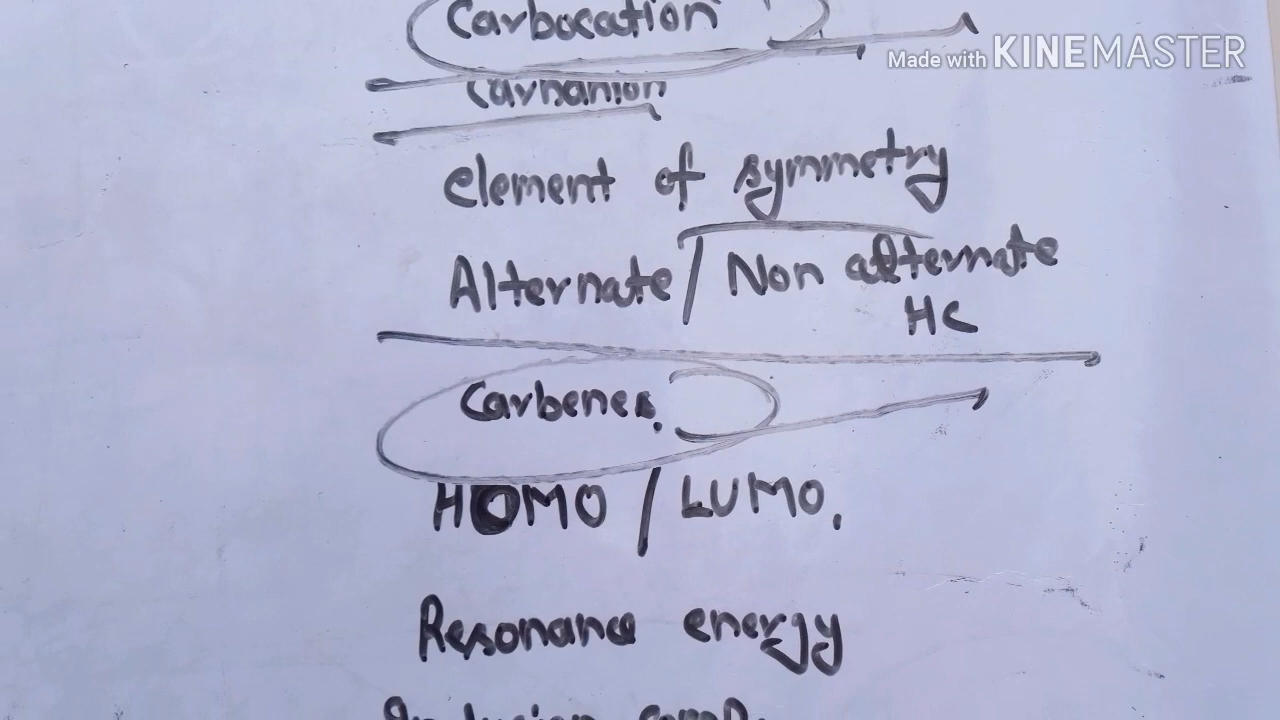 Carbocation
Made with KINEMASTER
Carbanion
Element of symmetry
Alternate / Non alternate
HC
Carbenes.
HOMO / LUMO.
Resonance energy